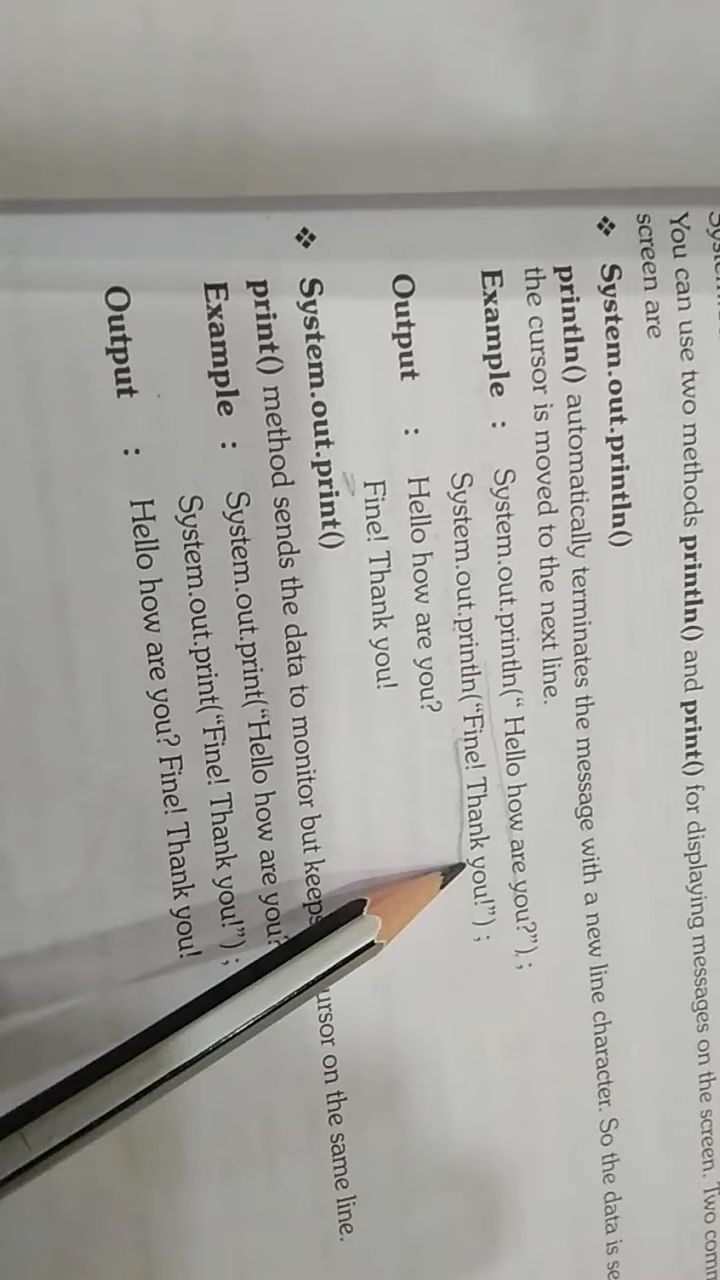 You can use two methods println() and print() for displaying messages on the screen. Two
screen are
❖ System.out.println()
println() automatically terminates the message with a new line character. So the data is
the cursor is moved to the next line.
Example : System.out.println(“ Hello how are you?”) ;
System.out.println(“Fine! Thank you!”) ;
Output : Hello how are you?
Fine! Thank you!
❖ System.out.print()
print() method sends the data to monitor but keeps on the same line.
Example : System.out.print(“Hello how are you?
System.out.print(“Fine! Thank you!”) ;
Output : Hello how are you? Fine! Thank you!